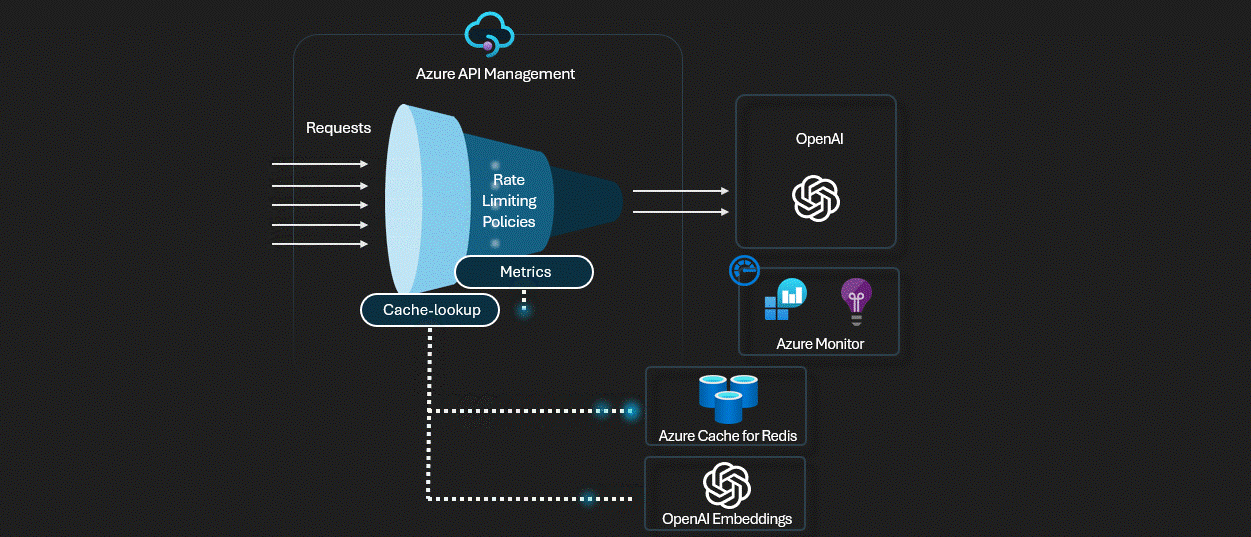 Azure API Management
Requests
Rate
Limiting
Policies
Metrics
Cache-lookup
OpenAI
Azure Monitor
Azure Cache for Redis
OpenAI Embeddings